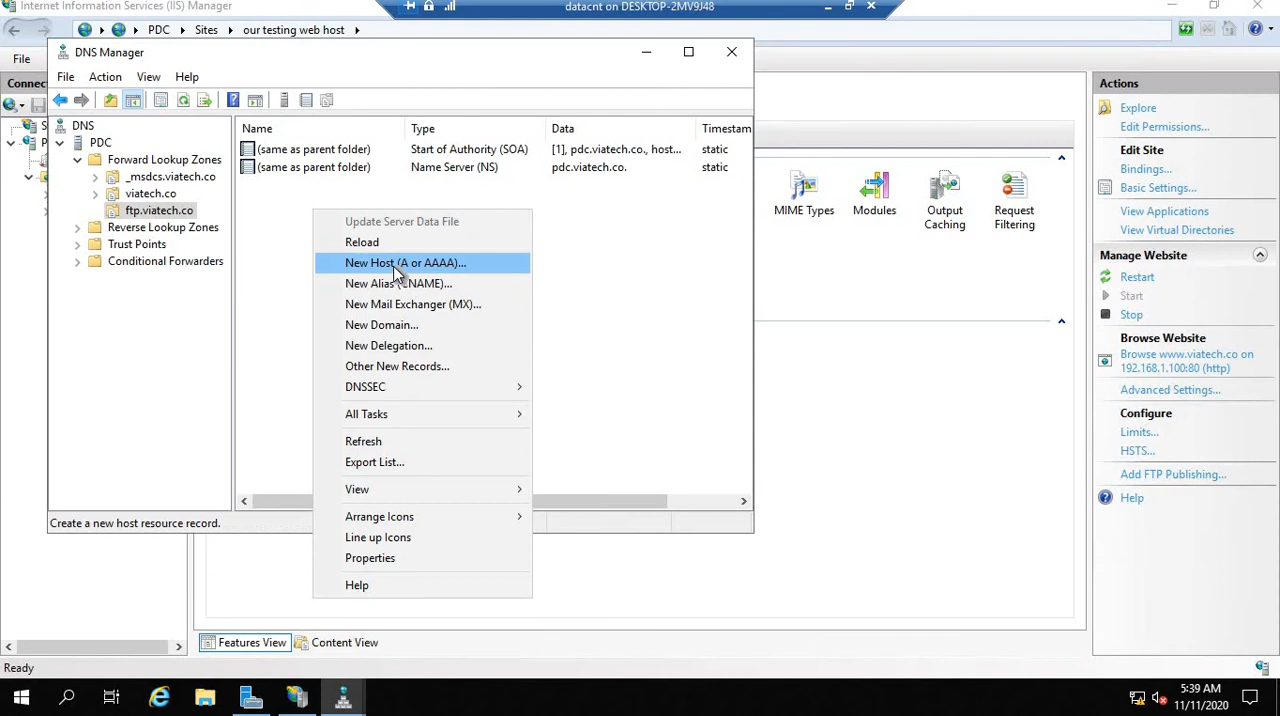 Internet Information Services (IIS) Manager
datacnt on DESKTOP-2MV9J48
PDC
Sites
our testing web host
File
DNS Manager
File
Action
View
Help
Connec
DNS
PDC
Forward Lookup Zones
_msdcs.viatech.co
viatech.co
ftp.viatech.co
Reverse Lookup Zones
Trust Points
Conditional Forwarders
Name
Type
Data
Timestam
(same as parent folder)
Start of Authority (SOA)
[1], pdc.viatech.co., host...
static
(same as parent folder)
Name Server (NS)
pdc.viatech.co.
static
Update Server Data File
Reload
New Host (A or AAAA)...
New Alias (CNAME)...
New Mail Exchanger (MX)...
New Domain...
New Delegation...
Other New Records...
DNSSEC
All Tasks
Refresh
Export List...
View
Arrange Icons
Line up Icons
Properties
Help
Create a new host resource record.
MIME Types
Modules
Output
Caching
Request
Filtering
Actions
Explore
Edit Permissions...
Edit Site
Bindings...
Basic Settings...
View Applications
View Virtual Directories
Manage Website
Restart
Start
Stop
Browse Website
Browse www.viatech.co on
192.168.1.100:80 (http)
Advanced Settings...
Configure
Limits...
HSTS...
Add FTP Publishing...
Help
Features View
Content View
Ready
5:39 AM
11/11/2020